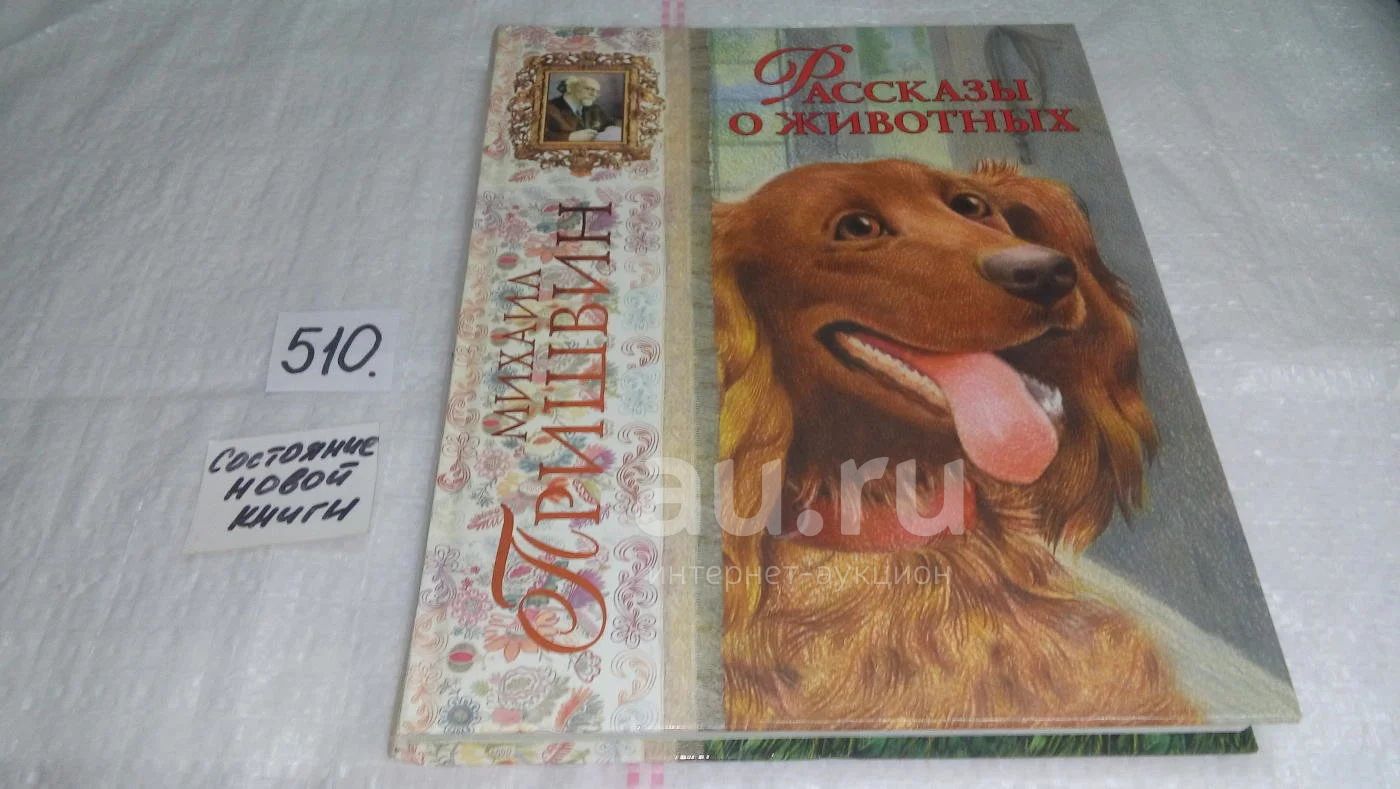 Рассказы
о животных
Михаил
Пришвин
510.
Состояние
новой
книги
au.ru
интернет-аукцион